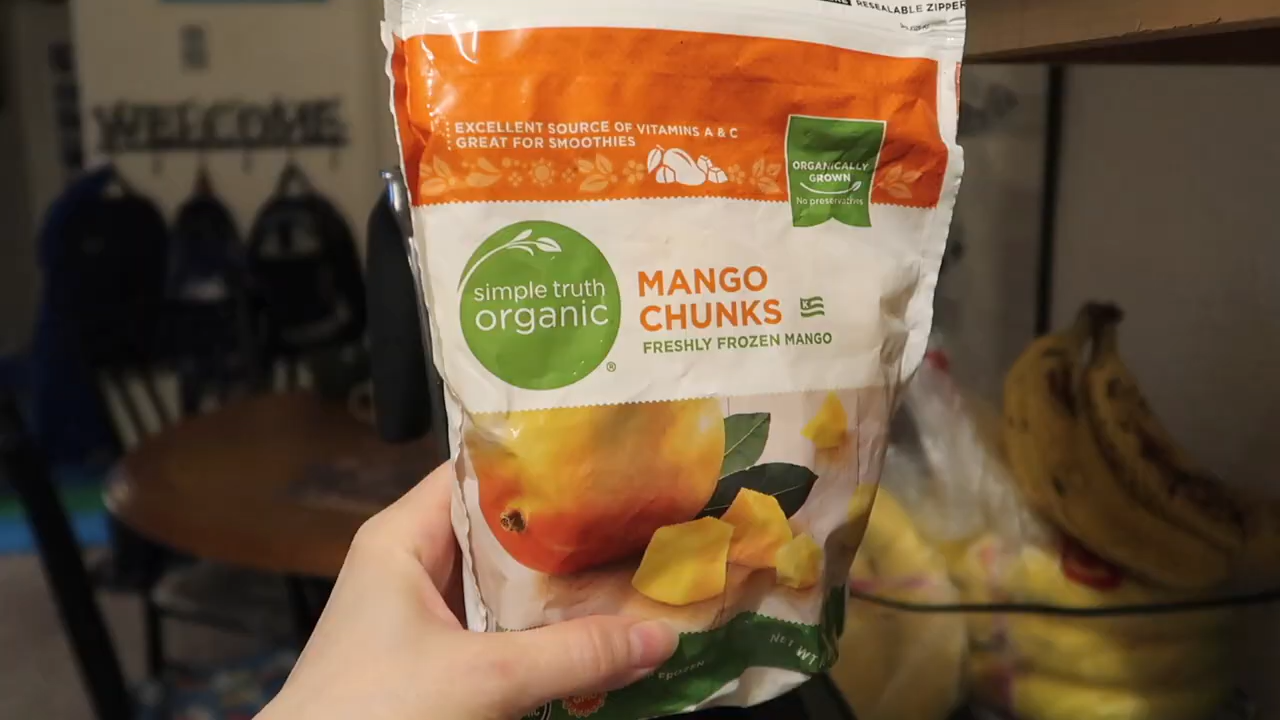 RESEALABLE ZIPPER
WELCOME
EXCELLENT SOURCE OF VITAMINS A & C
GREAT FOR SMOOTHIES
ORGANICALLY
GROWN
No preservatives
simple truth
organic
®
MANGO
CHUNKS
FRESHLY FROZEN MANGO
NET WT
FROZEN